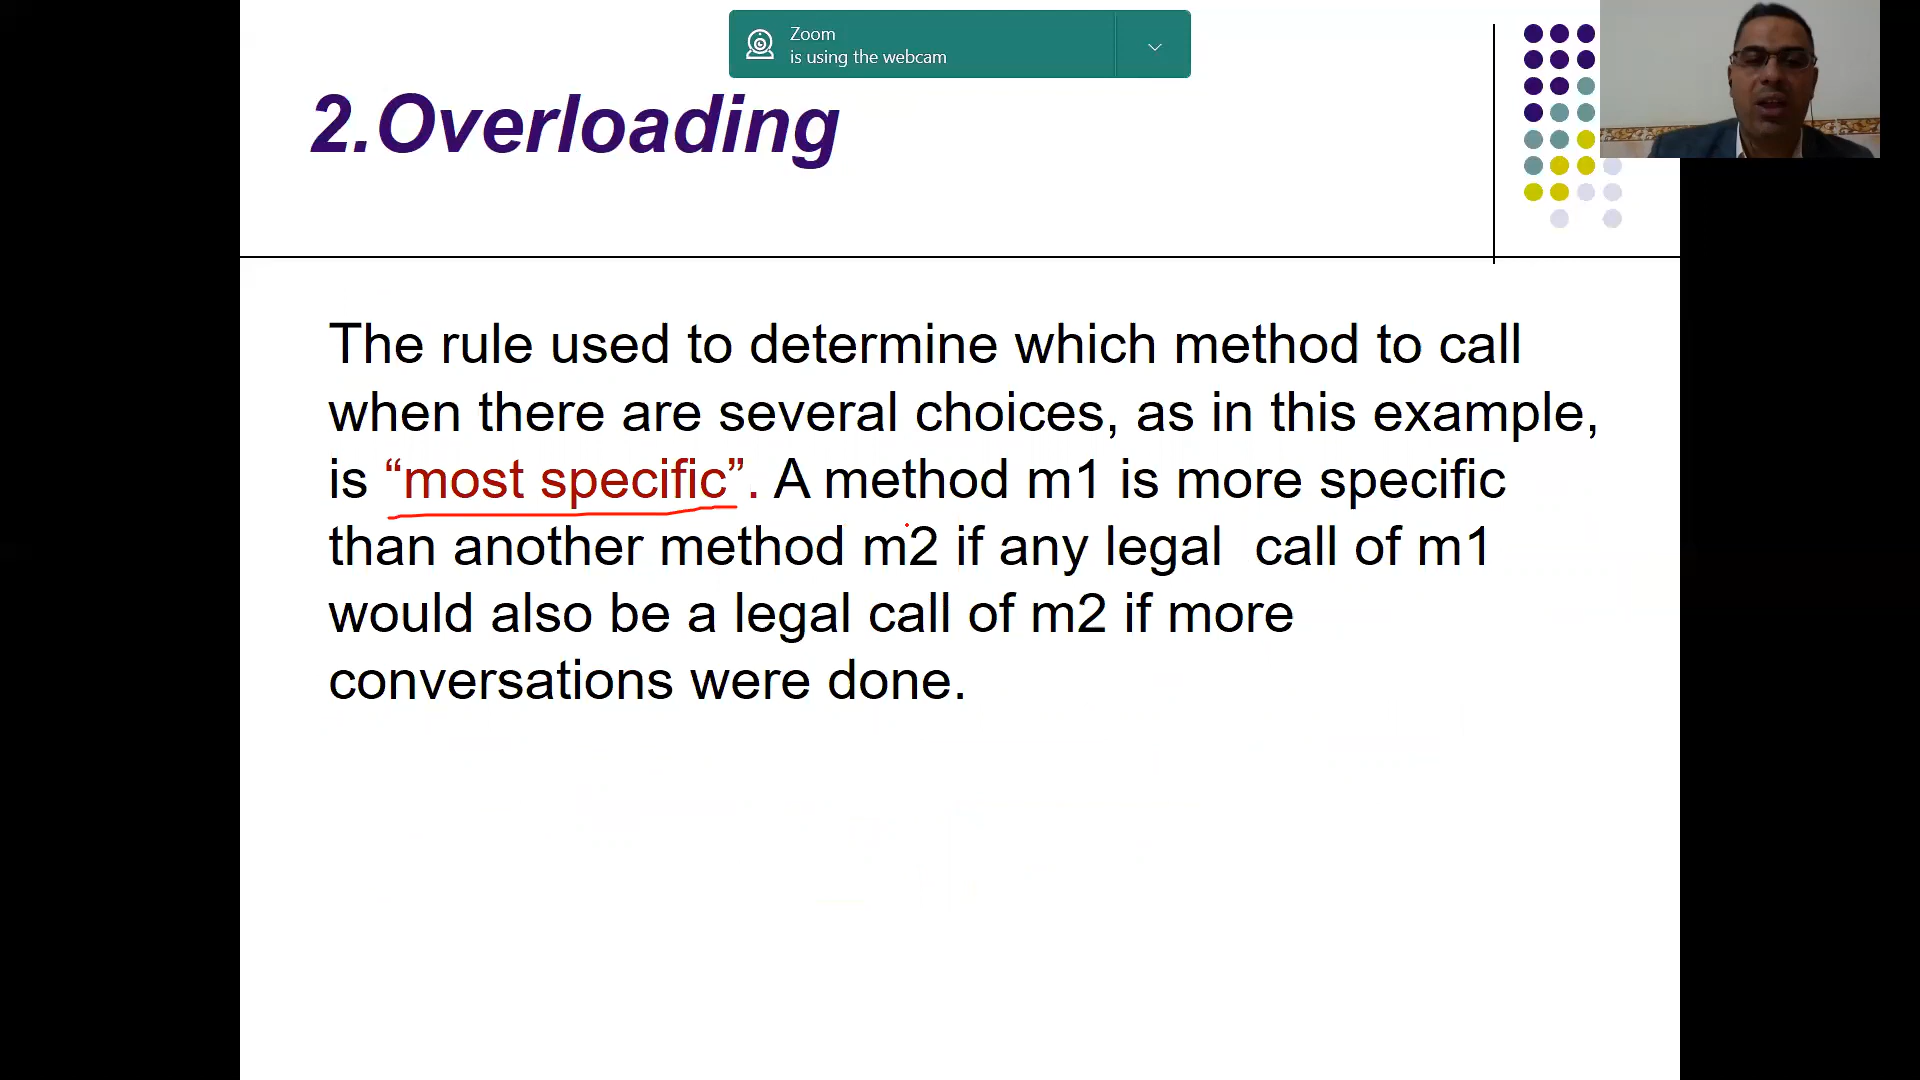 Zoom
is using the webcam
2.Overloading
The rule used to determine which method to call
when there are several choices, as in this example,
is “most specific”. A method m1 is more specific
than another method m2 if any legal call of m1
would also be a legal call of m2 if more
conversations were done.